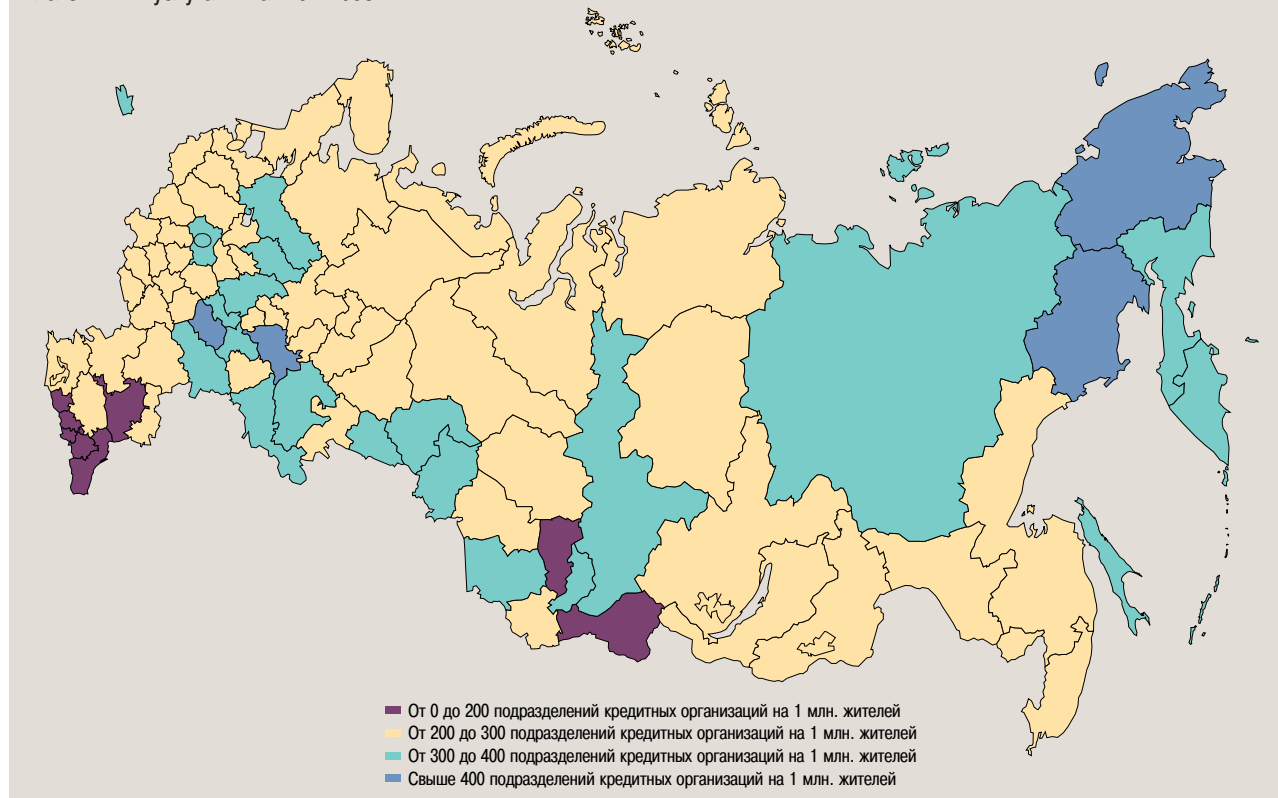 От 0 до 200 подразделений кредитных организаций на 1 млн. жителей
От 200 до 300 подразделений кредитных организаций на 1 млн. жителей
От 300 до 400 подразделений кредитных организаций на 1 млн. жителей
Свыше 400 подразделений кредитных организаций на 1 млн. жителей